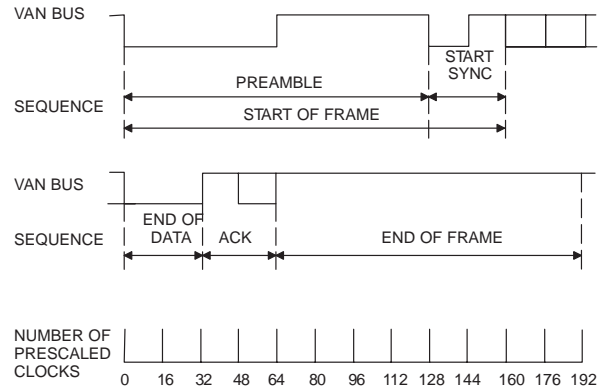 VAN BUS
START
SYNC
PREAMBLE
SEQUENCE
START OF FRAME
VAN BUS
END OF
DATA
ACK
END OF FRAME
SEQUENCE
NUMBER OF
PRESCALED
CLOCKS
0 16 32 48 64 80 96 112 128 144 160 176 192